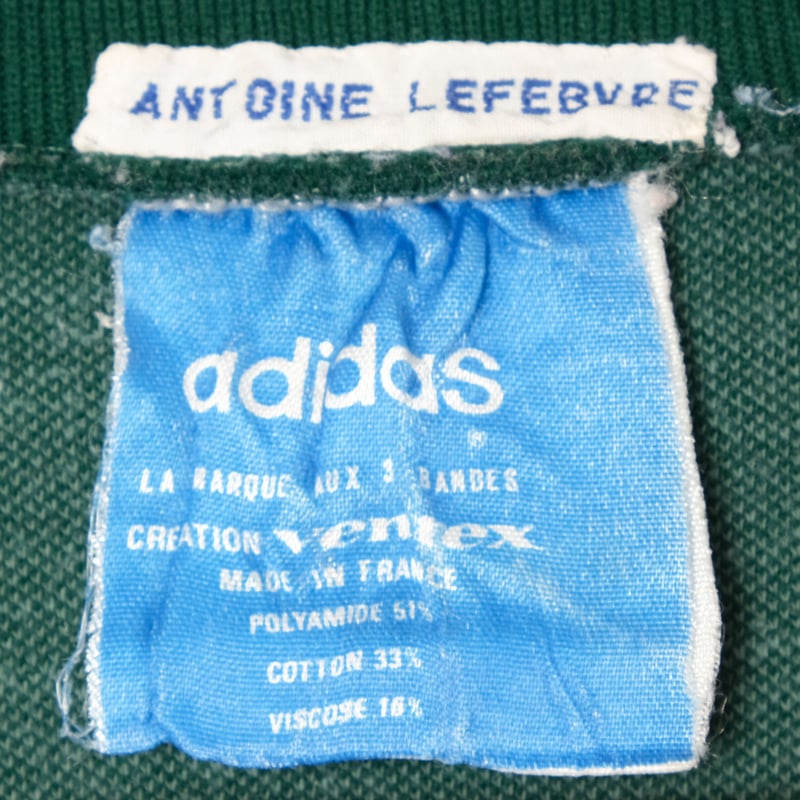 ANTOINE LEFEBVRE
adidas
LA MARQUE AUX 3 BANDES
CREATION ventex
MADE IN FRANCE
POLYAMIDE 51%
COTTON 33%
VISCOSE 16%